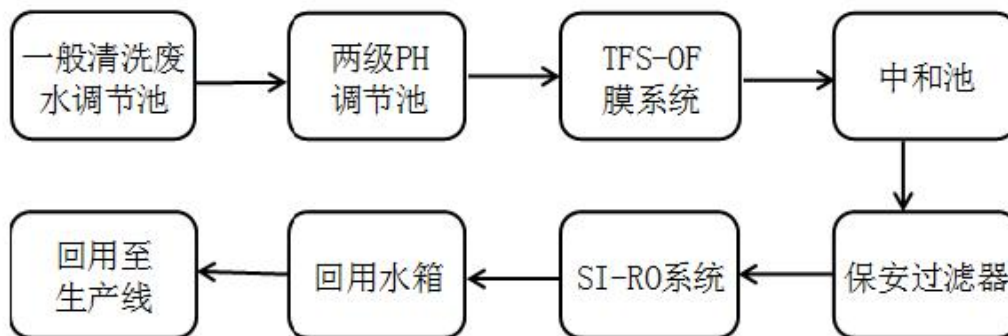 一般清洗废
水调节池
两级PH
调节池
TFS-OF
膜系统
中和池
保安过滤器
SI-RO系统
回用水箱
回用至
生产线